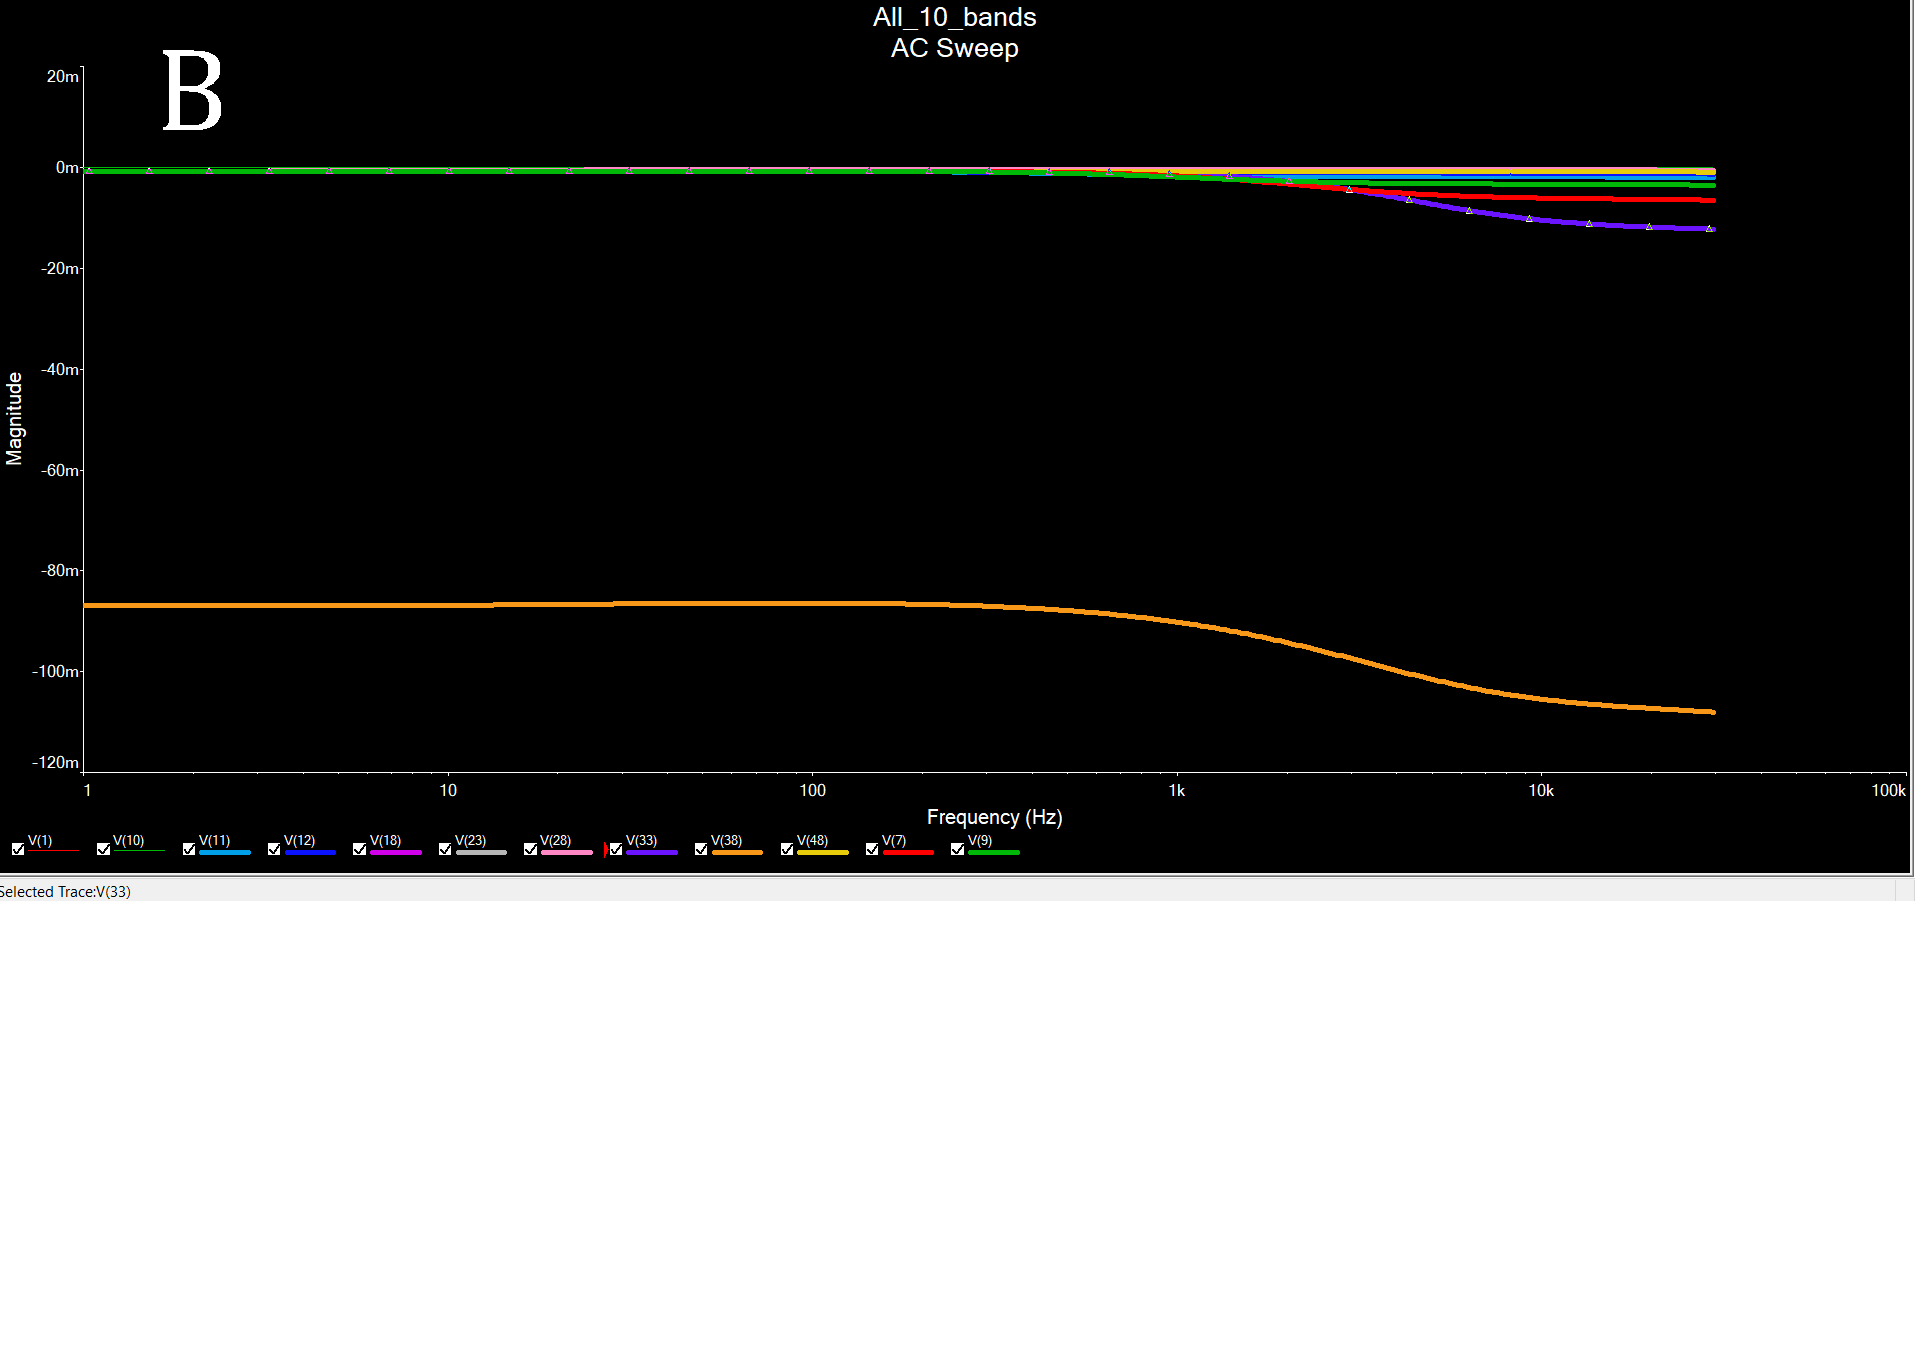 All_10_bands
AC Sweep
B
20m
0m
-20m
-40m
-60m
-80m
-100m
-120m
Magnitude
1 10 100 1k 10k 100k
Frequency (Hz)
V(1) V(10) V(11) V(12) V(18) V(23) V(28) V(33) V(38) V(48) V(7) V(9)
Selected Trace:V(33)